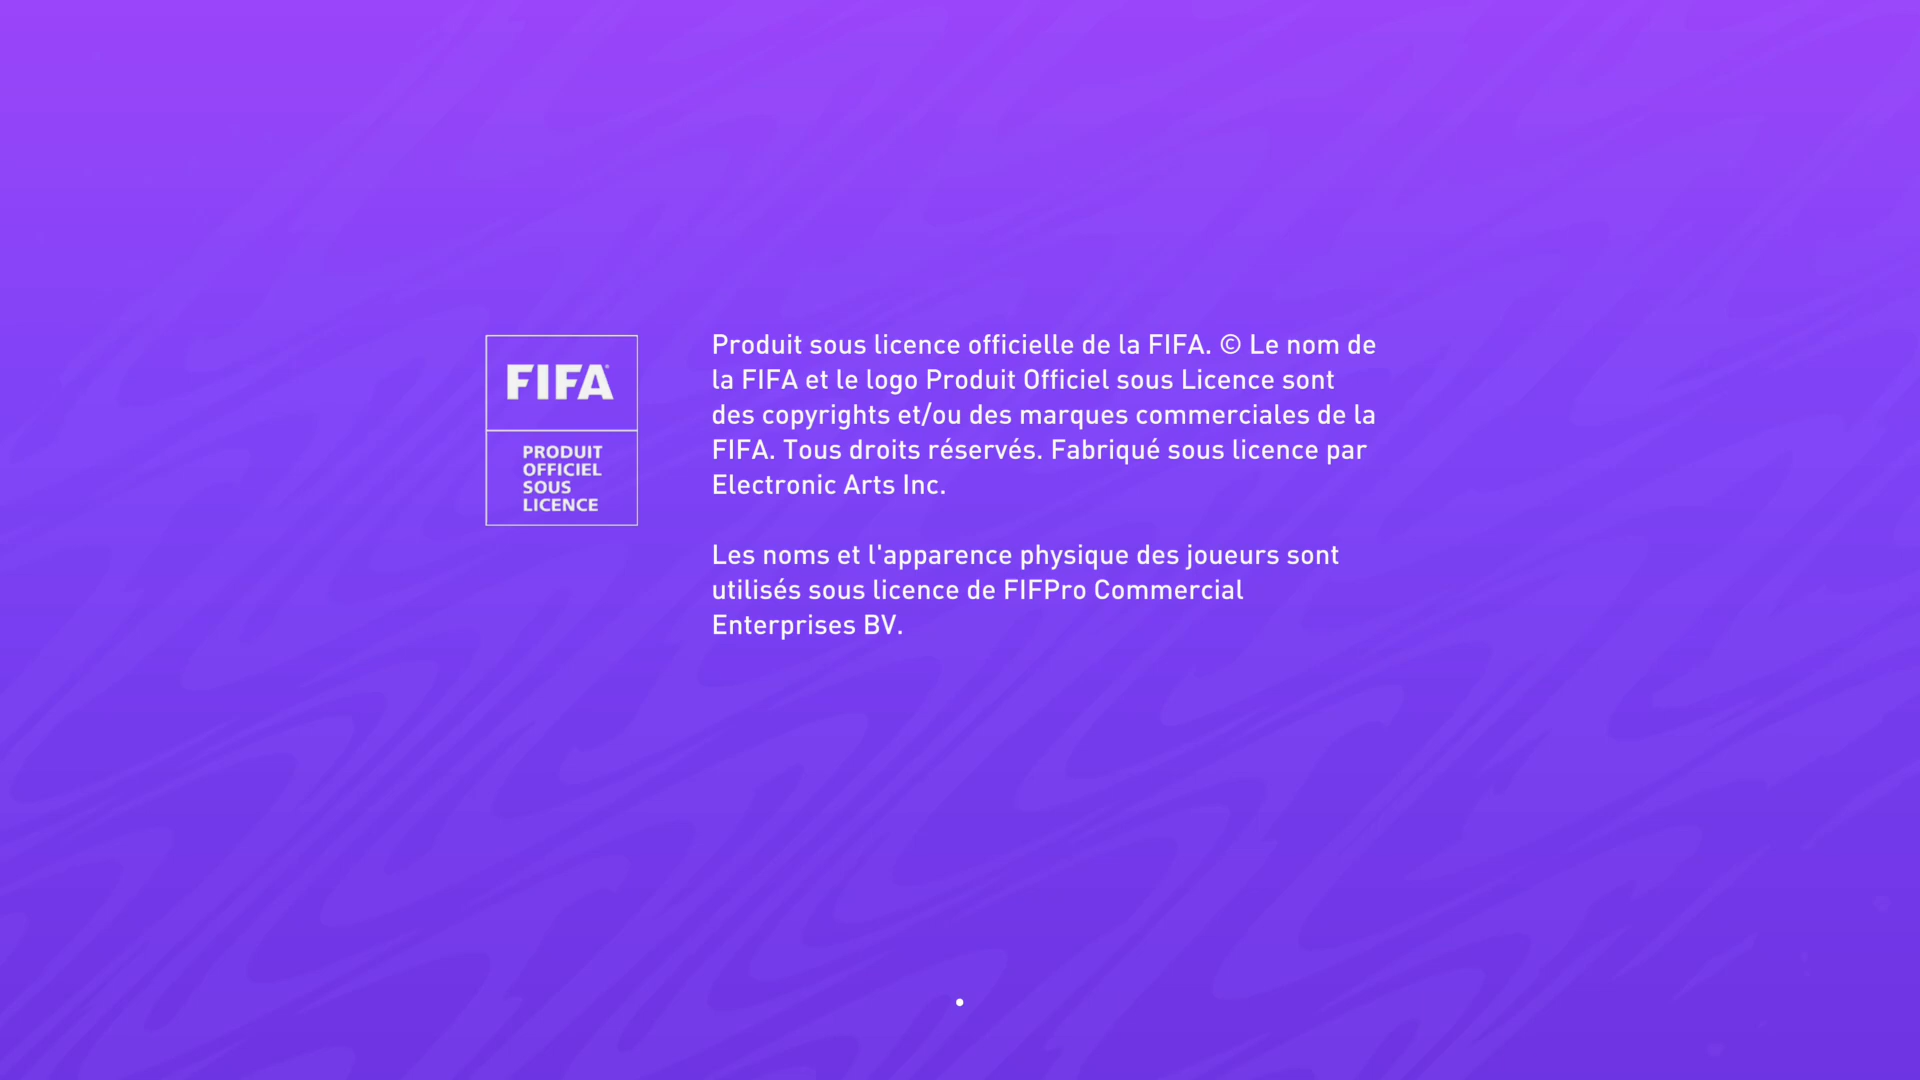 FIFA
PRODUIT
OFFICIEL
SOUS
LICENCE
Produit sous licence officielle de la FIFA. © Le nom de
la FIFA et le logo Produit Officiel sous Licence sont
des copyrights et/ou des marques commerciales de la
FIFA. Tous droits réservés. Fabriqué sous licence par
Electronic Arts Inc.
Les noms et l'apparence physique des joueurs sont
utilisés sous licence de FIFPro Commercial
Enterprises BV.